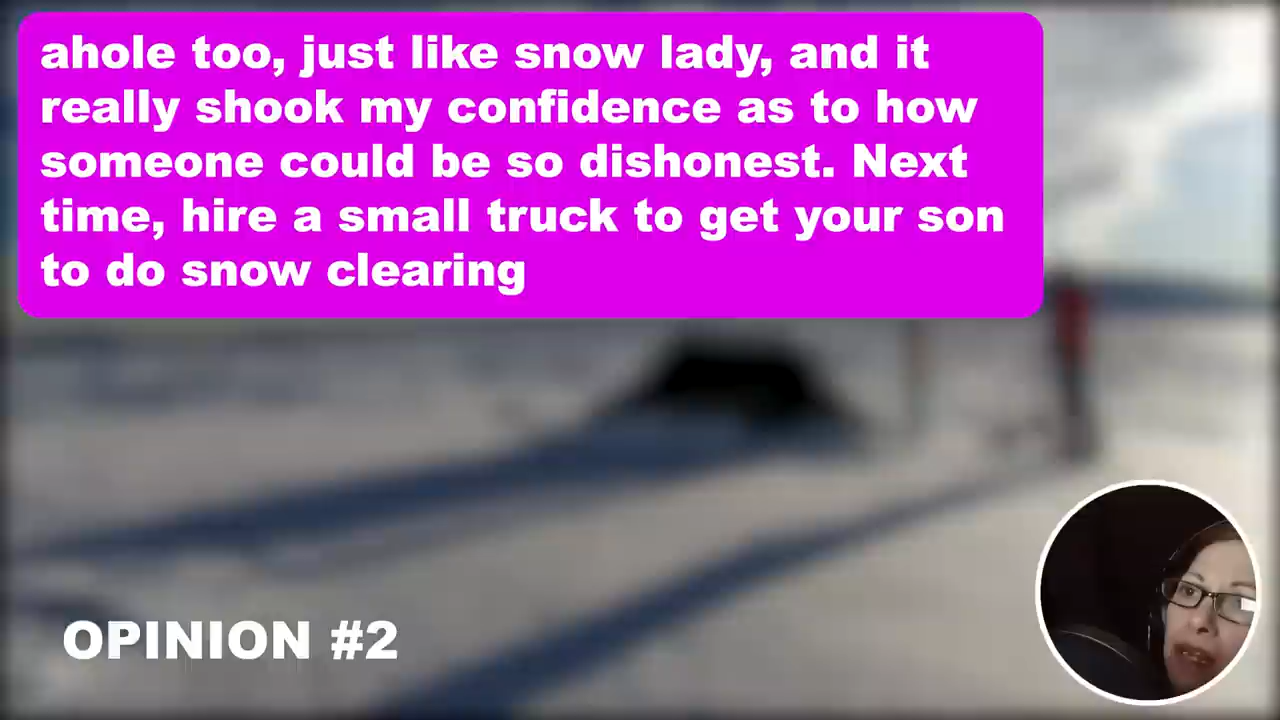 ahole too, just like snow lady, and it
really shook my confidence as to how
someone could be so dishonest. Next
time, hire a small truck to get your son
to do snow clearing
OPINION #2